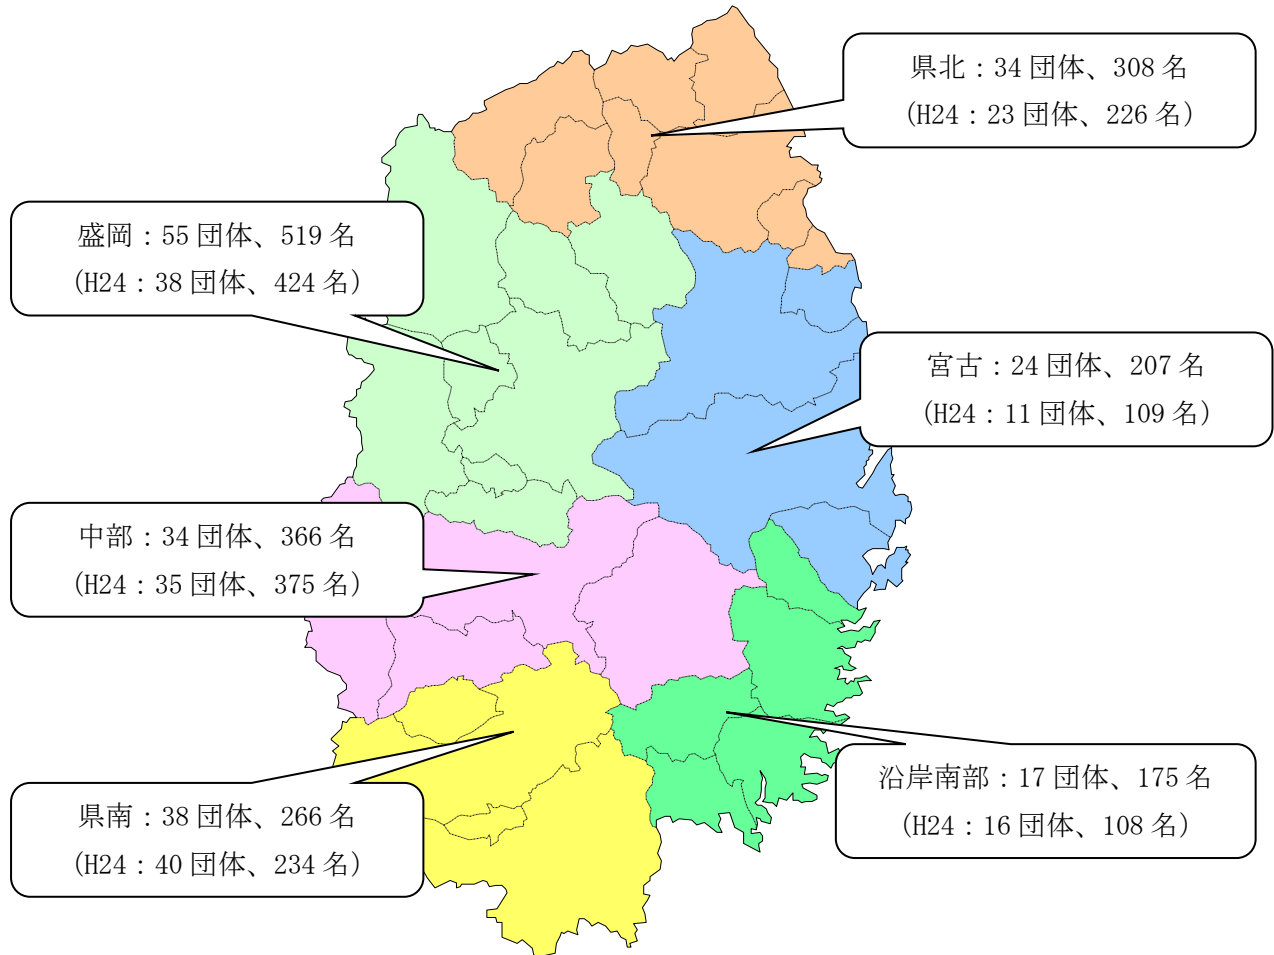 県北：34 団体、308 名
（H24：23 団体、226 名）
盛岡：55 団体、519 名
（H24：38 団体、424 名）
宮古：24 団体、207 名
（H24：11 団体、109 名）
中部：34 団体、366 名
（H24：35 団体、375 名）
沿岸南部：17 団体、175 名
（H24：16 団体、108 名）
県南：38 団体、266 名
（H24：40 団体、234 名）